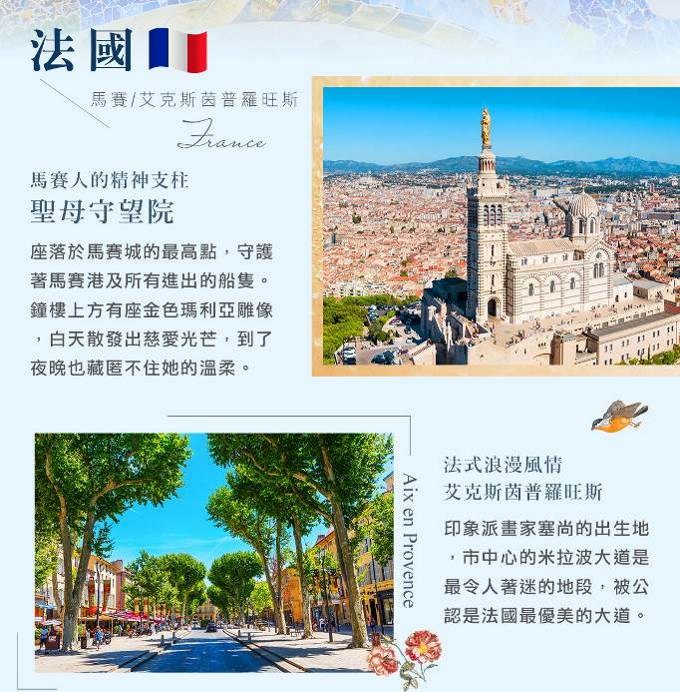 法國
馬賽/艾克斯茵普羅旺斯
France
馬賽人的精神支柱
聖母守望院
座落於馬賽城的最高點，守護
著馬賽港及所有進出的船隻。
鐘樓上方有座金色瑪利亞雕像
，白天散發出慈愛光芒，到了
夜晚也藏匿不住她的溫柔。
Aix en Provence
法式浪漫風情
艾克斯茵普羅旺斯
印象派畫家塞尚的出生地
，市中心的米拉波大道是
最令人著迷的地段，被公
認是法國最優美的大道。